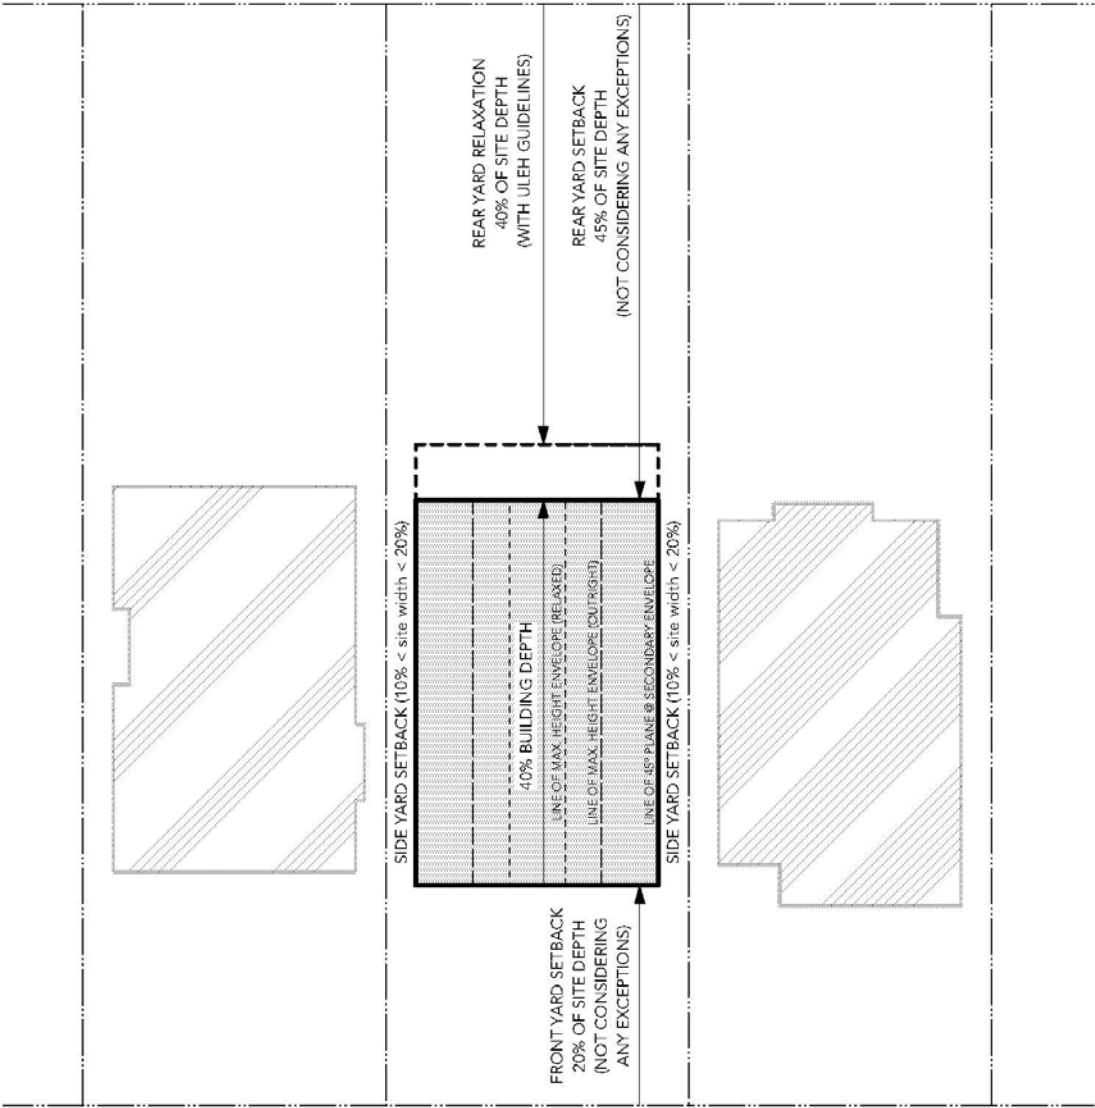 REAR YARD RELAXATION
40% OF SITE DEPTH
(WITH ULEH GUIDELINES)
REAR YARD SETBACK
45% OF SITE DEPTH
(NOT CONSIDERING ANY EXCEPTIONS)
SIDE YARD SETBACK (10% < site width < 20%)
40% BUILDING DEPTH
LINE OF MAX. HEIGHT ENVELOPE (RELAXED)
LINE OF MAX. HEIGHT ENVELOPE (OUTRIGHT)
LINE OF 45° PLANE @ SECONDARY ENVELOPE
SIDE YARD SETBACK (10% < site width < 20%)
FRONT YARD SETBACK
20% OF SITE DEPTH
(NOT CONSIDERING
ANY EXCEPTIONS)